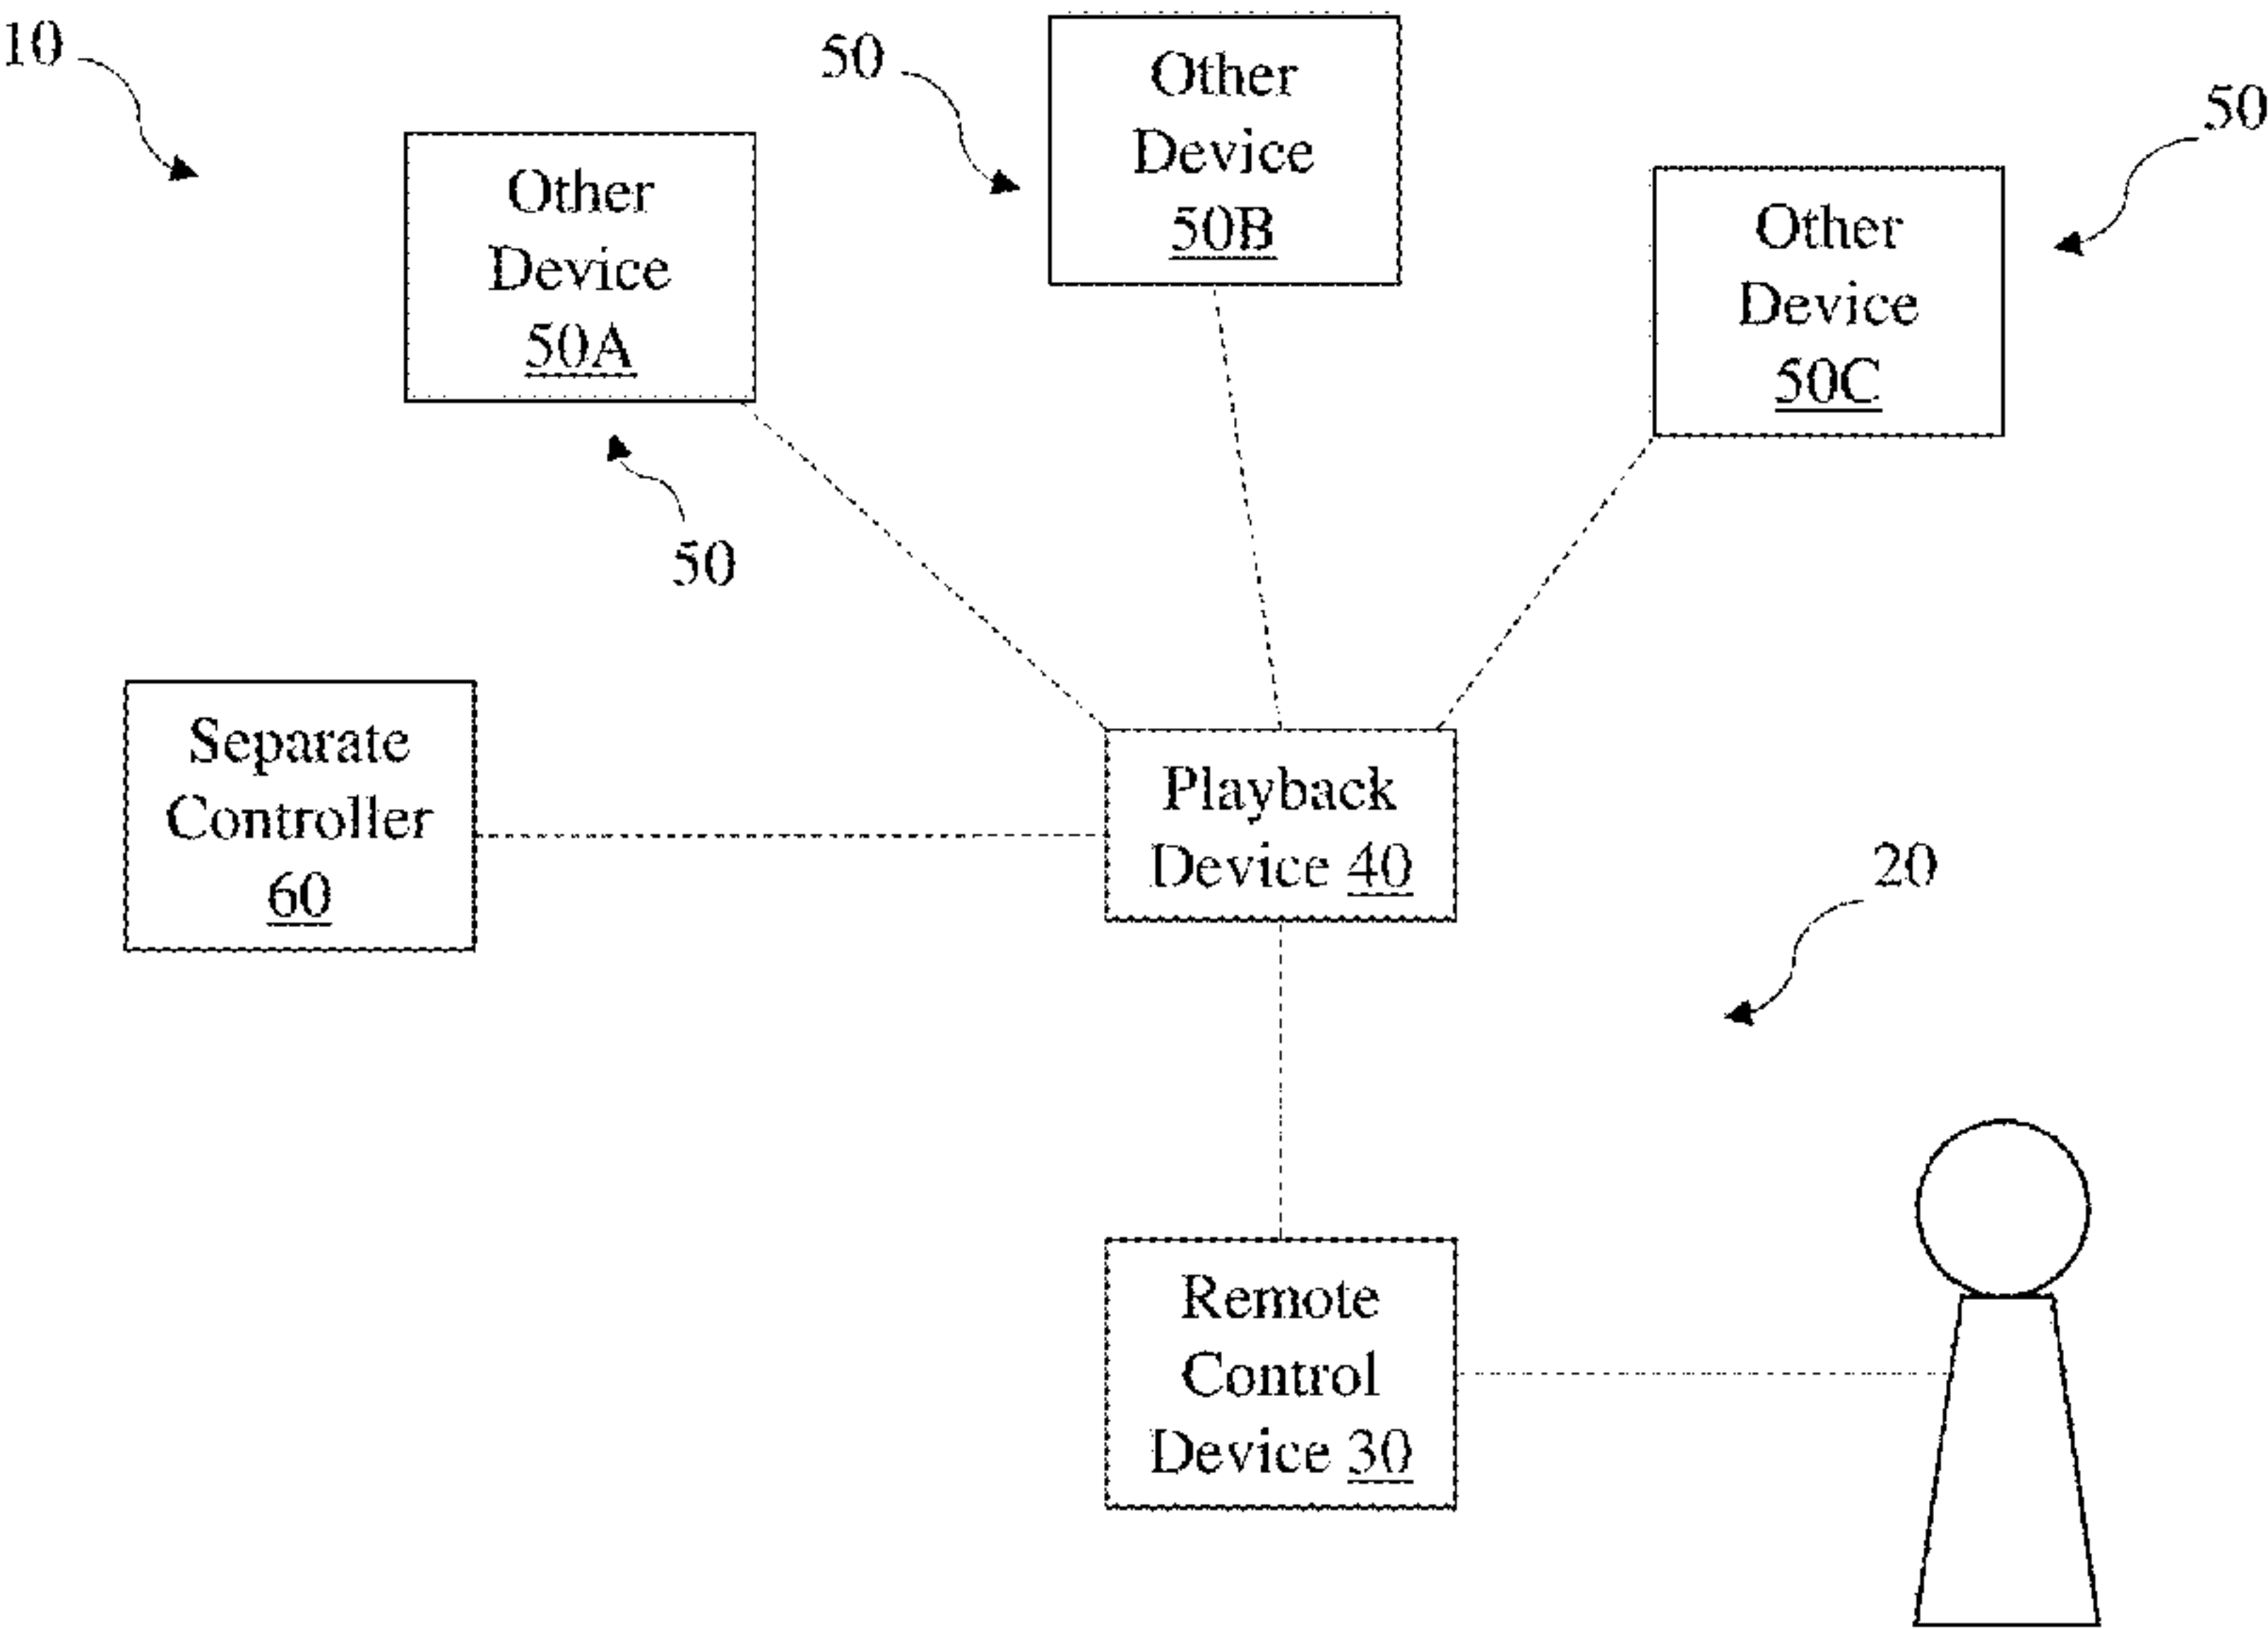 10
50
Other
Device
50B
50
Other
Device
50A
Other
Device
50C
50
Separate
Controller
60
Playback
Device 40
20
Remote
Control
Device 30